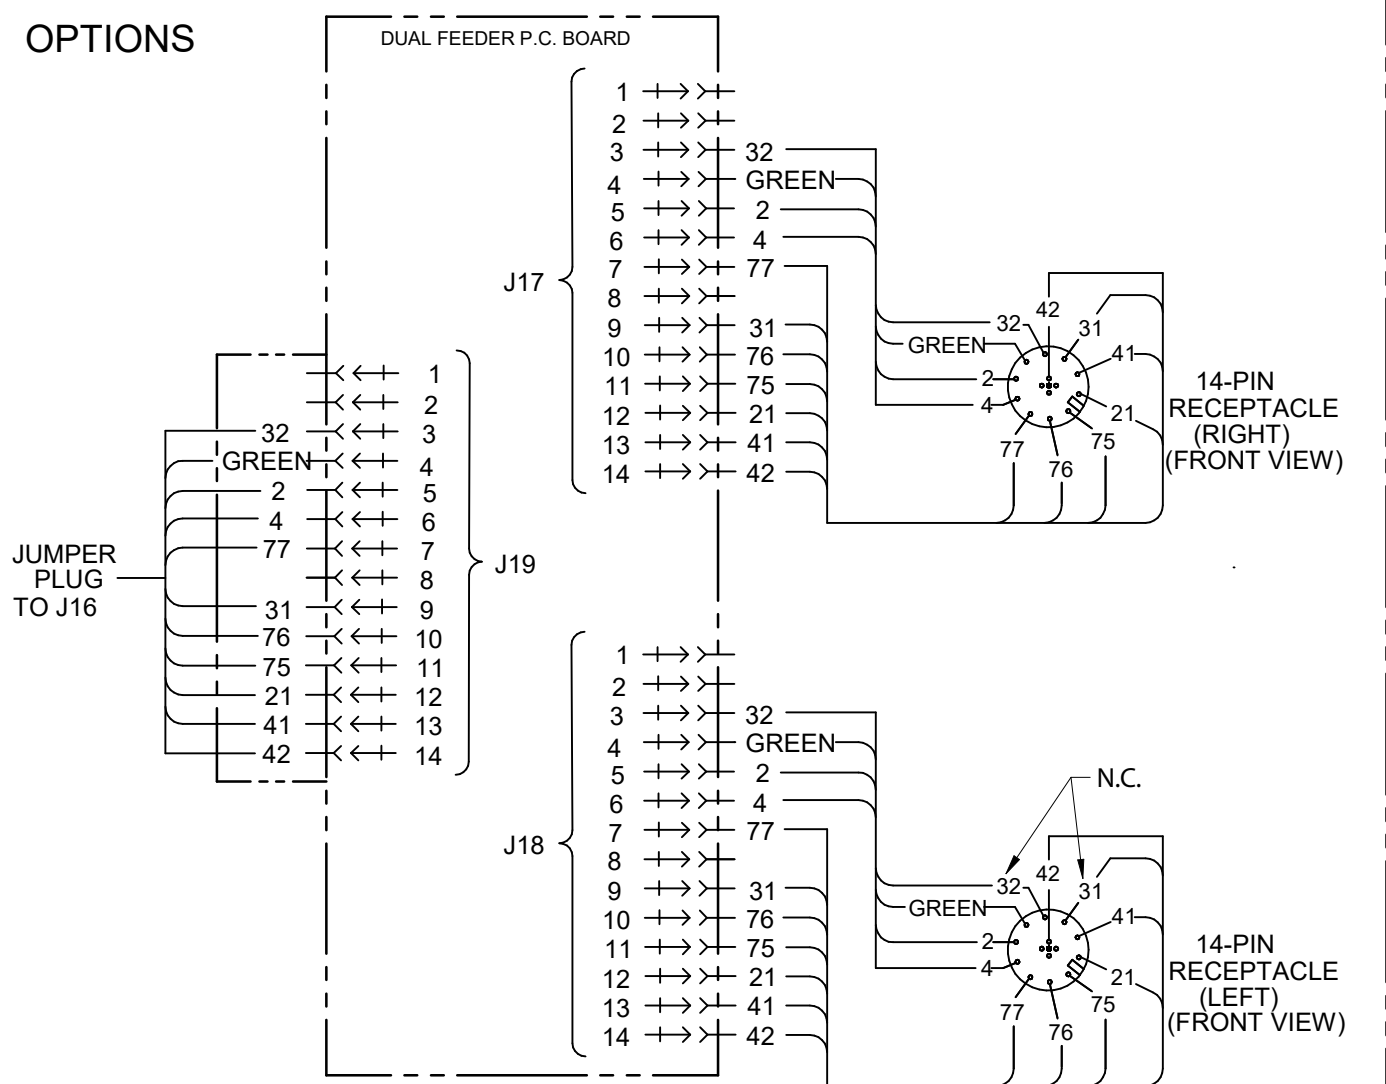 OPTIONS
DUAL FEEDER P.C. BOARD
J17
1
2
3 32
4 GREEN
5 2
6 4
7 77
8
9 31
10 76
11 75
12 21
13 41
14 42
42
32
31
GREEN
41
2
4
21
77
75
76
14-PIN
RECEPTACLE
(RIGHT)
(FRONT VIEW)
JUMPER
PLUG
TO J16
1
2
32 3
GREEN 4
2 5
4 6
77 7
8
31 9
76 10
75 11
21 12
41 13
42 14
J19
J18
1
2
3 32
4 GREEN
5 2
6 4
7 77
8
9 31
10 76
11 75
12 21
13 41
14 42
N.C.
42
32
31
GREEN
41
2
4
21
77
75
76
14-PIN
RECEPTACLE
(LEFT)
(FRONT VIEW)